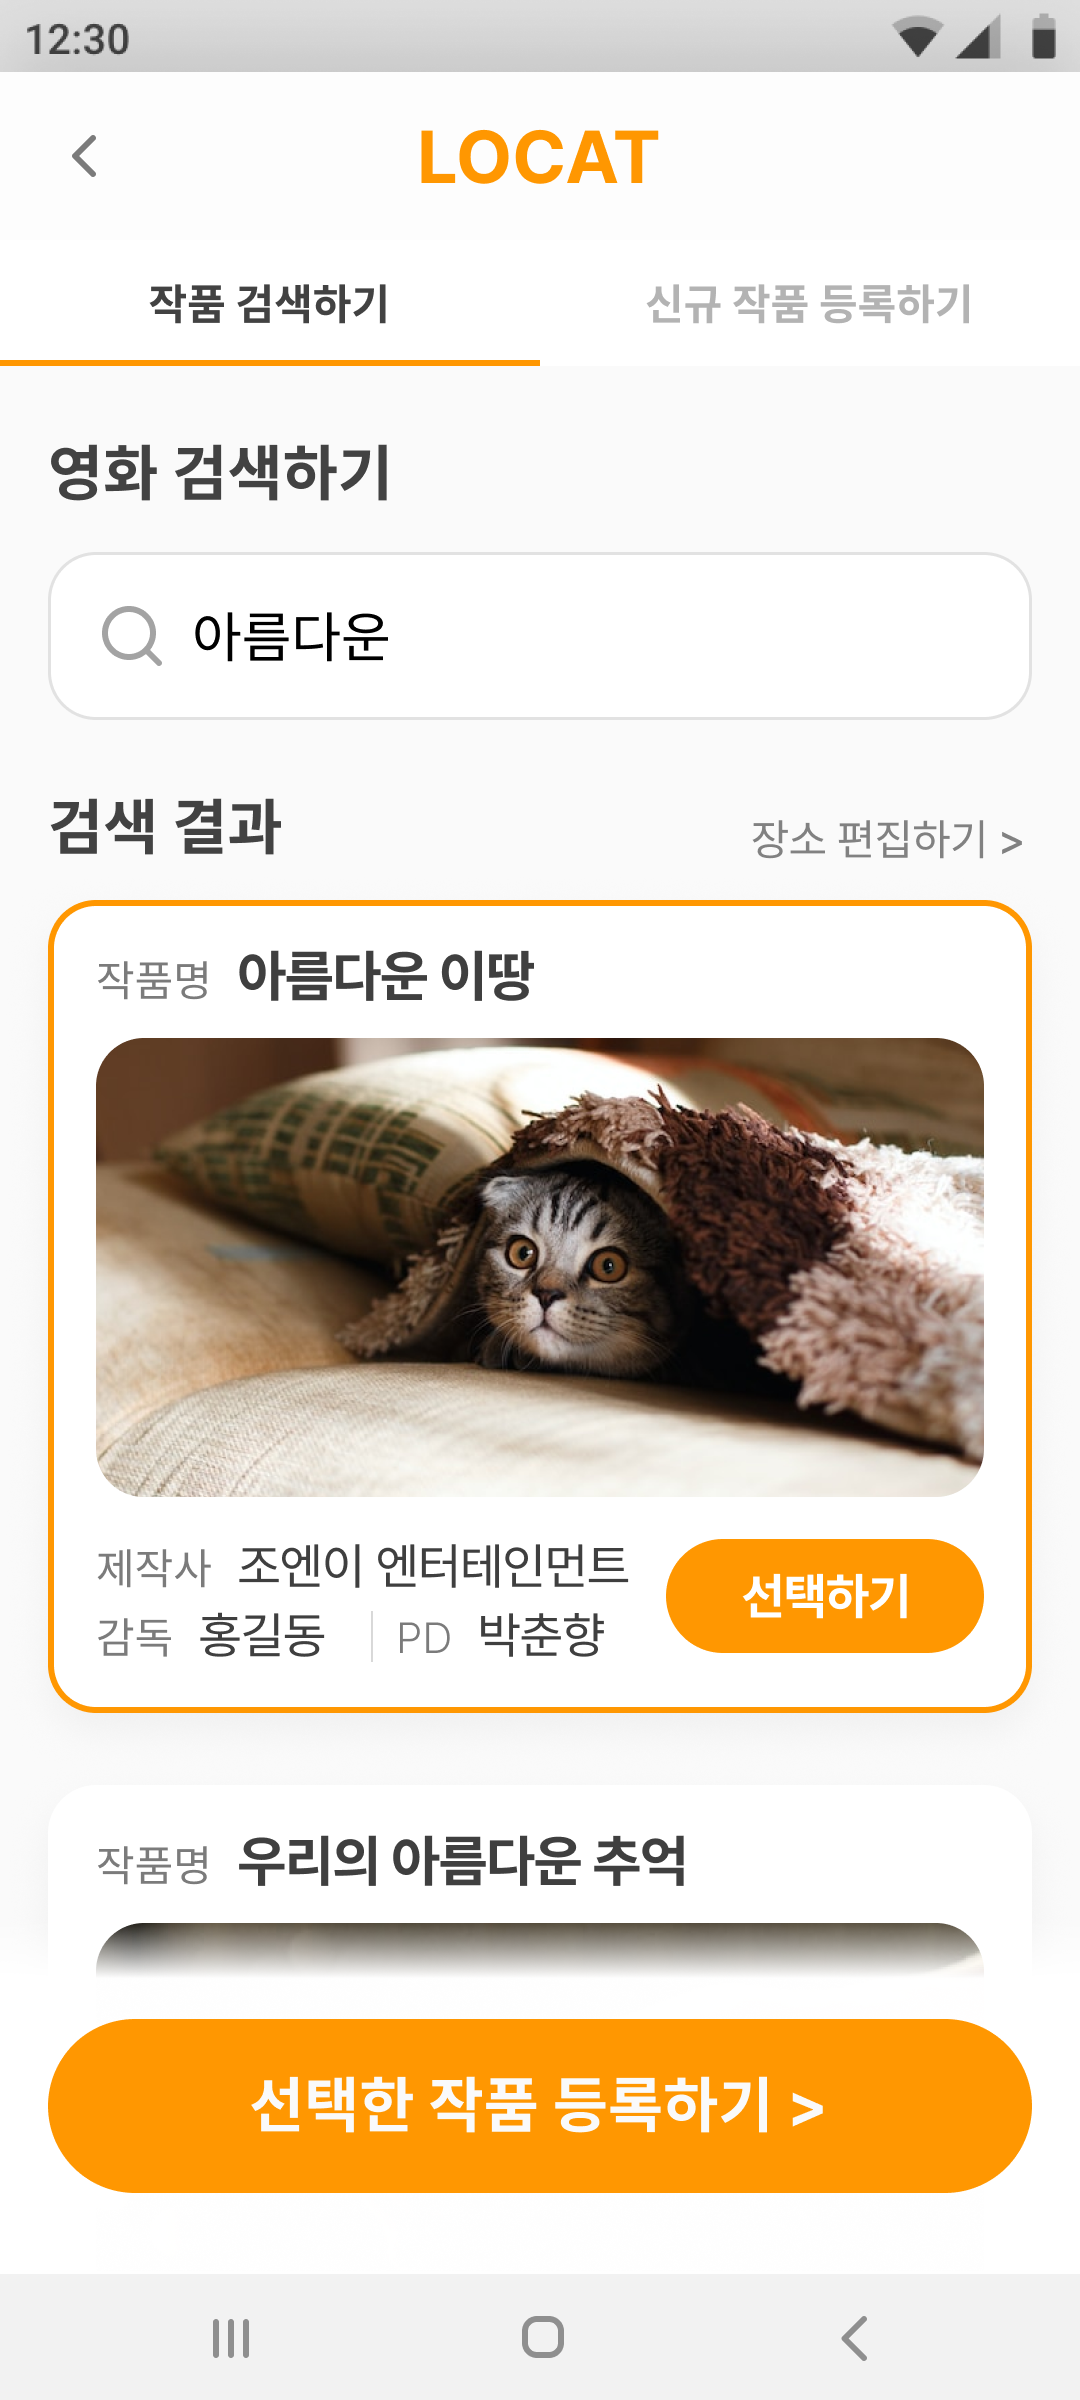 12:30
LOCAT
작품 검색하기
신규 작품 등록하기
영화 검색하기
아름다운
검색 결과
장소 편집하기 >
작품명 아름다운 이땅
제작사 조엔이 엔터테인먼트
감독 홍길동 | PD 박춘향
선택하기
작품명 우리의 아름다운 추억
선택한 작품 등록하기 >